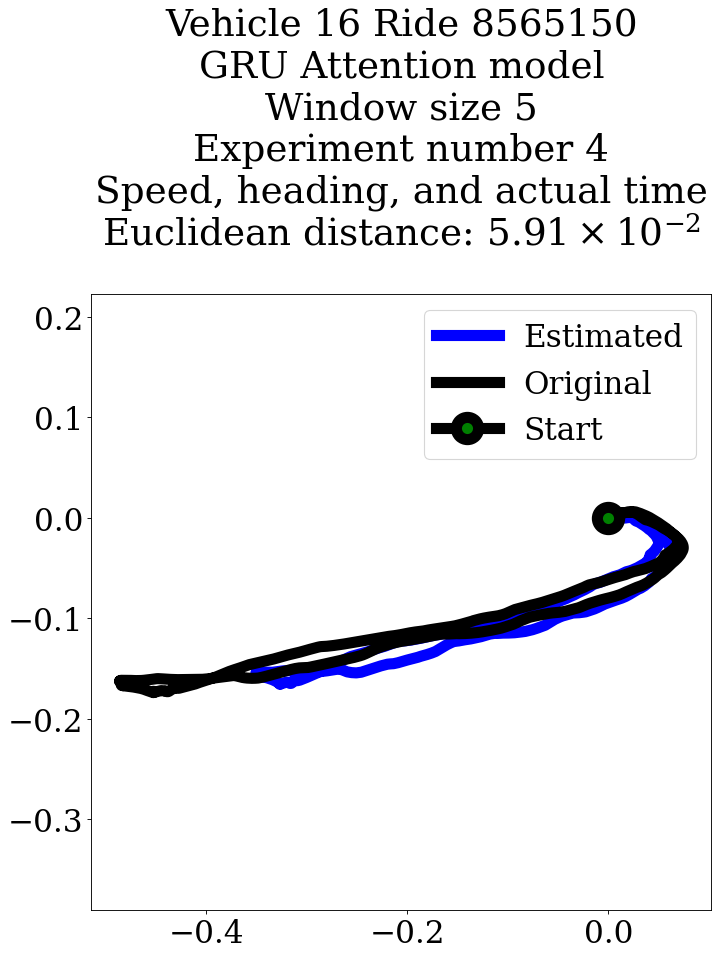 Vehicle 16 Ride 8565150
GRU Attention model
Window size 5
Experiment number 4
Speed, heading, and actual time
Euclidean distance: 5.91 × 10⁻²
Estimated
Original
Start
0.2
0.1
0.0
−0.1
−0.2
−0.3
−0.4
−0.2
0.0